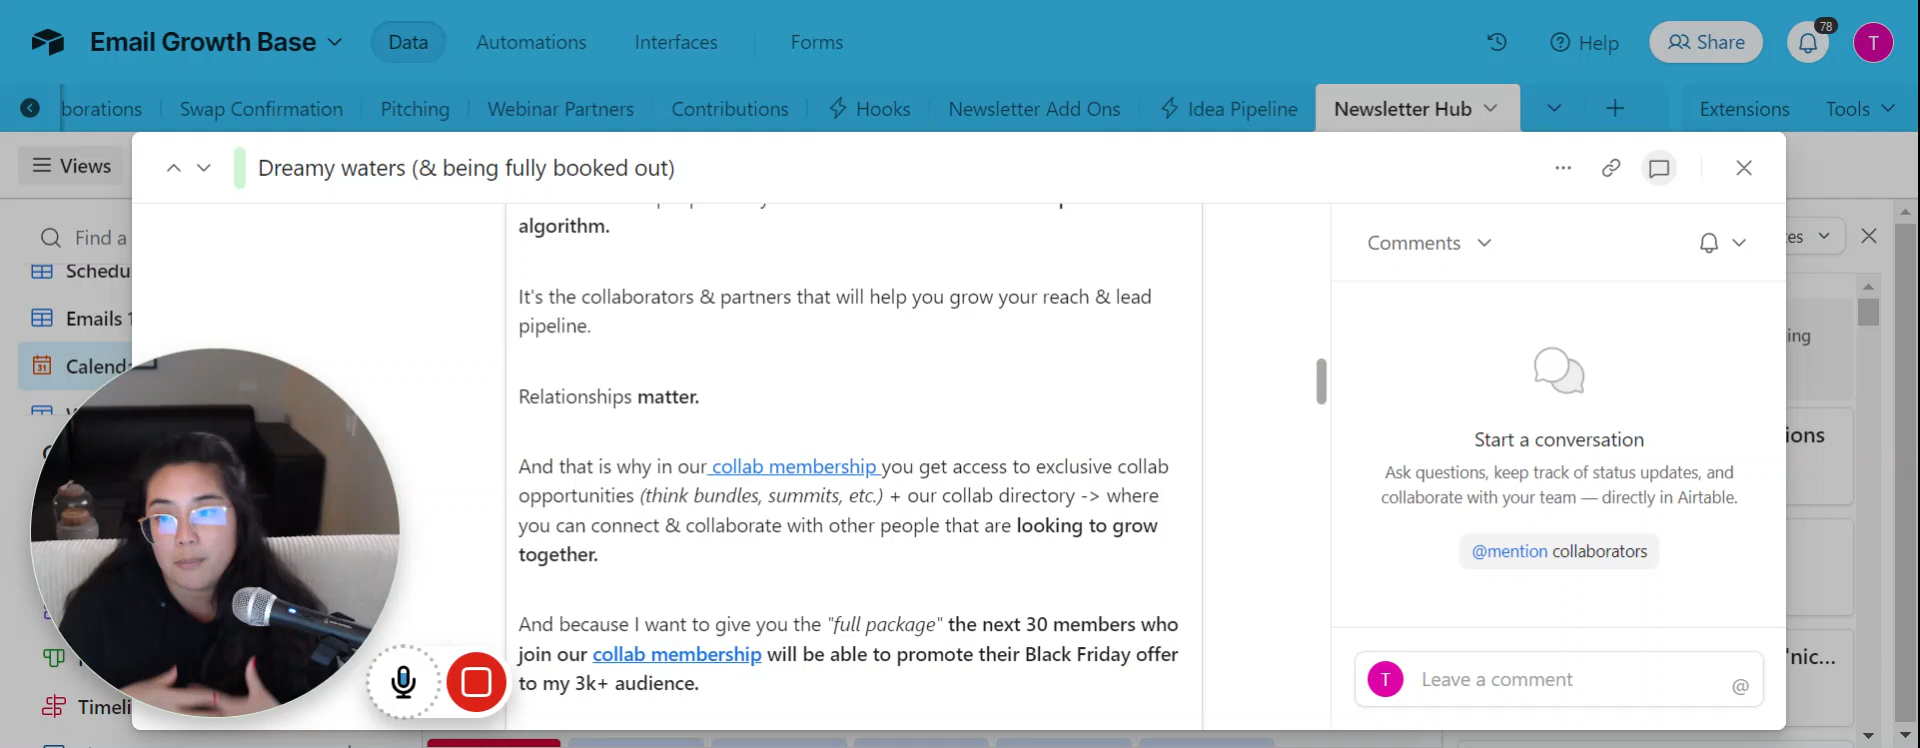 Email Growth Base
Data
Automations
Interfaces
Forms
Help
Share
78
T
borations
Swap Confirmation
Pitching
Webinar Partners
Contributions
Hooks
Newsletter Add Ons
Idea Pipeline
Newsletter Hub
Extensions
Tools
Views
Dreamy waters (& being fully booked out)
Find a
Schedu
Emails 1
Calenda
31
Timeli
algorithm.
It's the collaborators & partners that will help you grow your reach & lead
pipeline.
Relationships matter.
And that is why in our collab membership you get access to exclusive collab
opportunities (think bundles, summits, etc.) + our collab directory -> where
you can connect & collaborate with other people that are looking to grow
together.
And because I want to give you the "full package" the next 30 members who
join our collab membership will be able to promote their Black Friday offer
to my 3k+ audience.
Comments
Start a conversation
Ask questions, keep track of status updates, and
collaborate with your team — directly in Airtable.
@mention collaborators
T
Leave a comment
@
es
ing
ions
'nic...